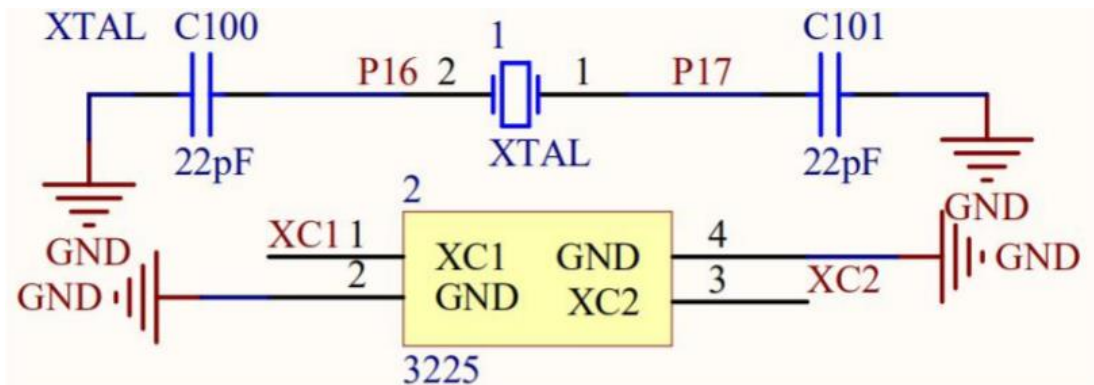 XTAL C100 1 C101
P16 2 1 P17
22pF XTAL 22pF
2 GND
XC1 1 4
GND XC1 GND GND
2 3 XC2
GND GND XC2
3225